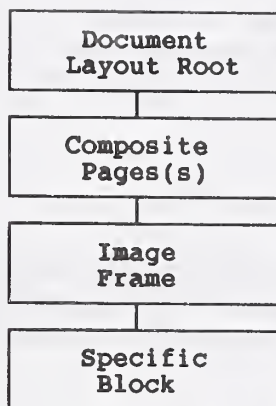 Document
Layout Root
Composite
Pages(s)
Image
Frame
Specific
Block